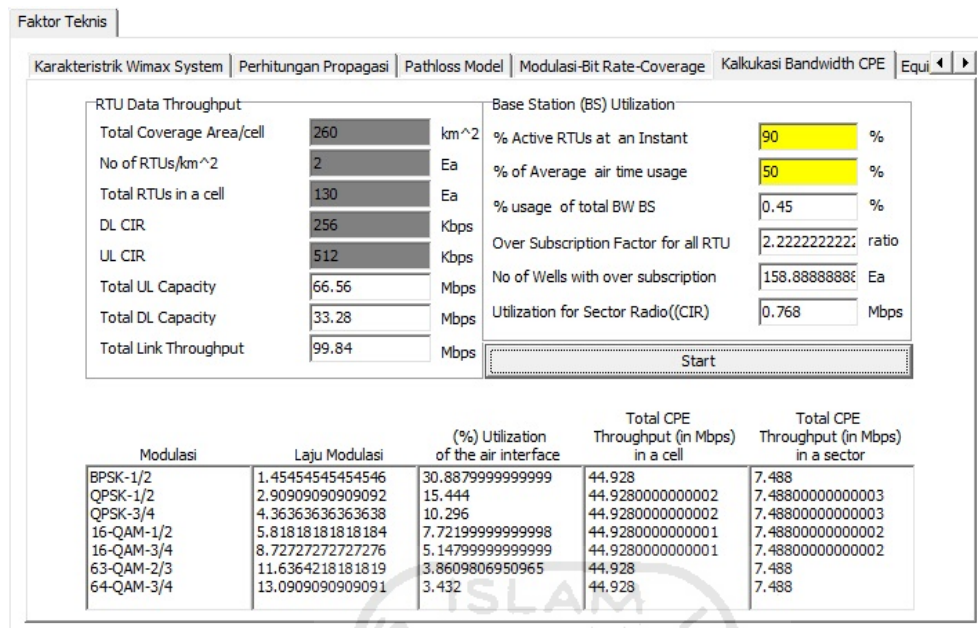 Faktor Teknis
Karakteristrik Wimax System Perhitungan Propagasi Pathloss Model Modulasi-Bit Rate-Coverage Kalkukasi Bandwidth CPE Equi
RTU Data Throughput
Total Coverage Area/cell 260 km^2
No of RTUs/km^2 2 Ea
Total RTUs in a cell 130 Ea
DL CIR 256 Kbps
UL CIR 512 Kbps
Total UL Capacity 66.56 Mbps
Total DL Capacity 33.28 Mbps
Total Link Throughput 99.84 Mbps
Base Station (BS) Utilization
% Active RTUs at an Instant 90 %
% of Average air time usage 50 %
% usage of total BW BS 0.45 %
Over Subscription Factor for all RTU 2.2222222222 ratio
No of Wells with over subscription 158.88888888 Ea
Utilization for Sector Radio((CIR) 0.768 Mbps
Start
Modulasi Laju Modulasi (%) Utilization of the air interface Total CPE Throughput (in Mbps) in a cell Total CPE Throughput (in Mbps) in a sector
BPSK-1/2 1.45454545454546 30.8879999999999 44.928 7.488
QPSK-1/2 2.90909090909092 15.444 44.9280000000002 7.48800000000003
QPSK-3/4 4.36363636363638 10.296 44.9280000000002 7.48800000000003
16-QAM-1/2 5.81818181818184 7.72199999999998 44.9280000000001 7.48800000000002
16-QAM-3/4 8.72727272727276 5.14799999999999 44.9280000000001 7.48800000000002
63-QAM-2/3 11.6364218181819 3.8609806950965 44.928 7.488
64-QAM-3/4 13.0909090909091 3.432 44.928 7.488
ISLAM